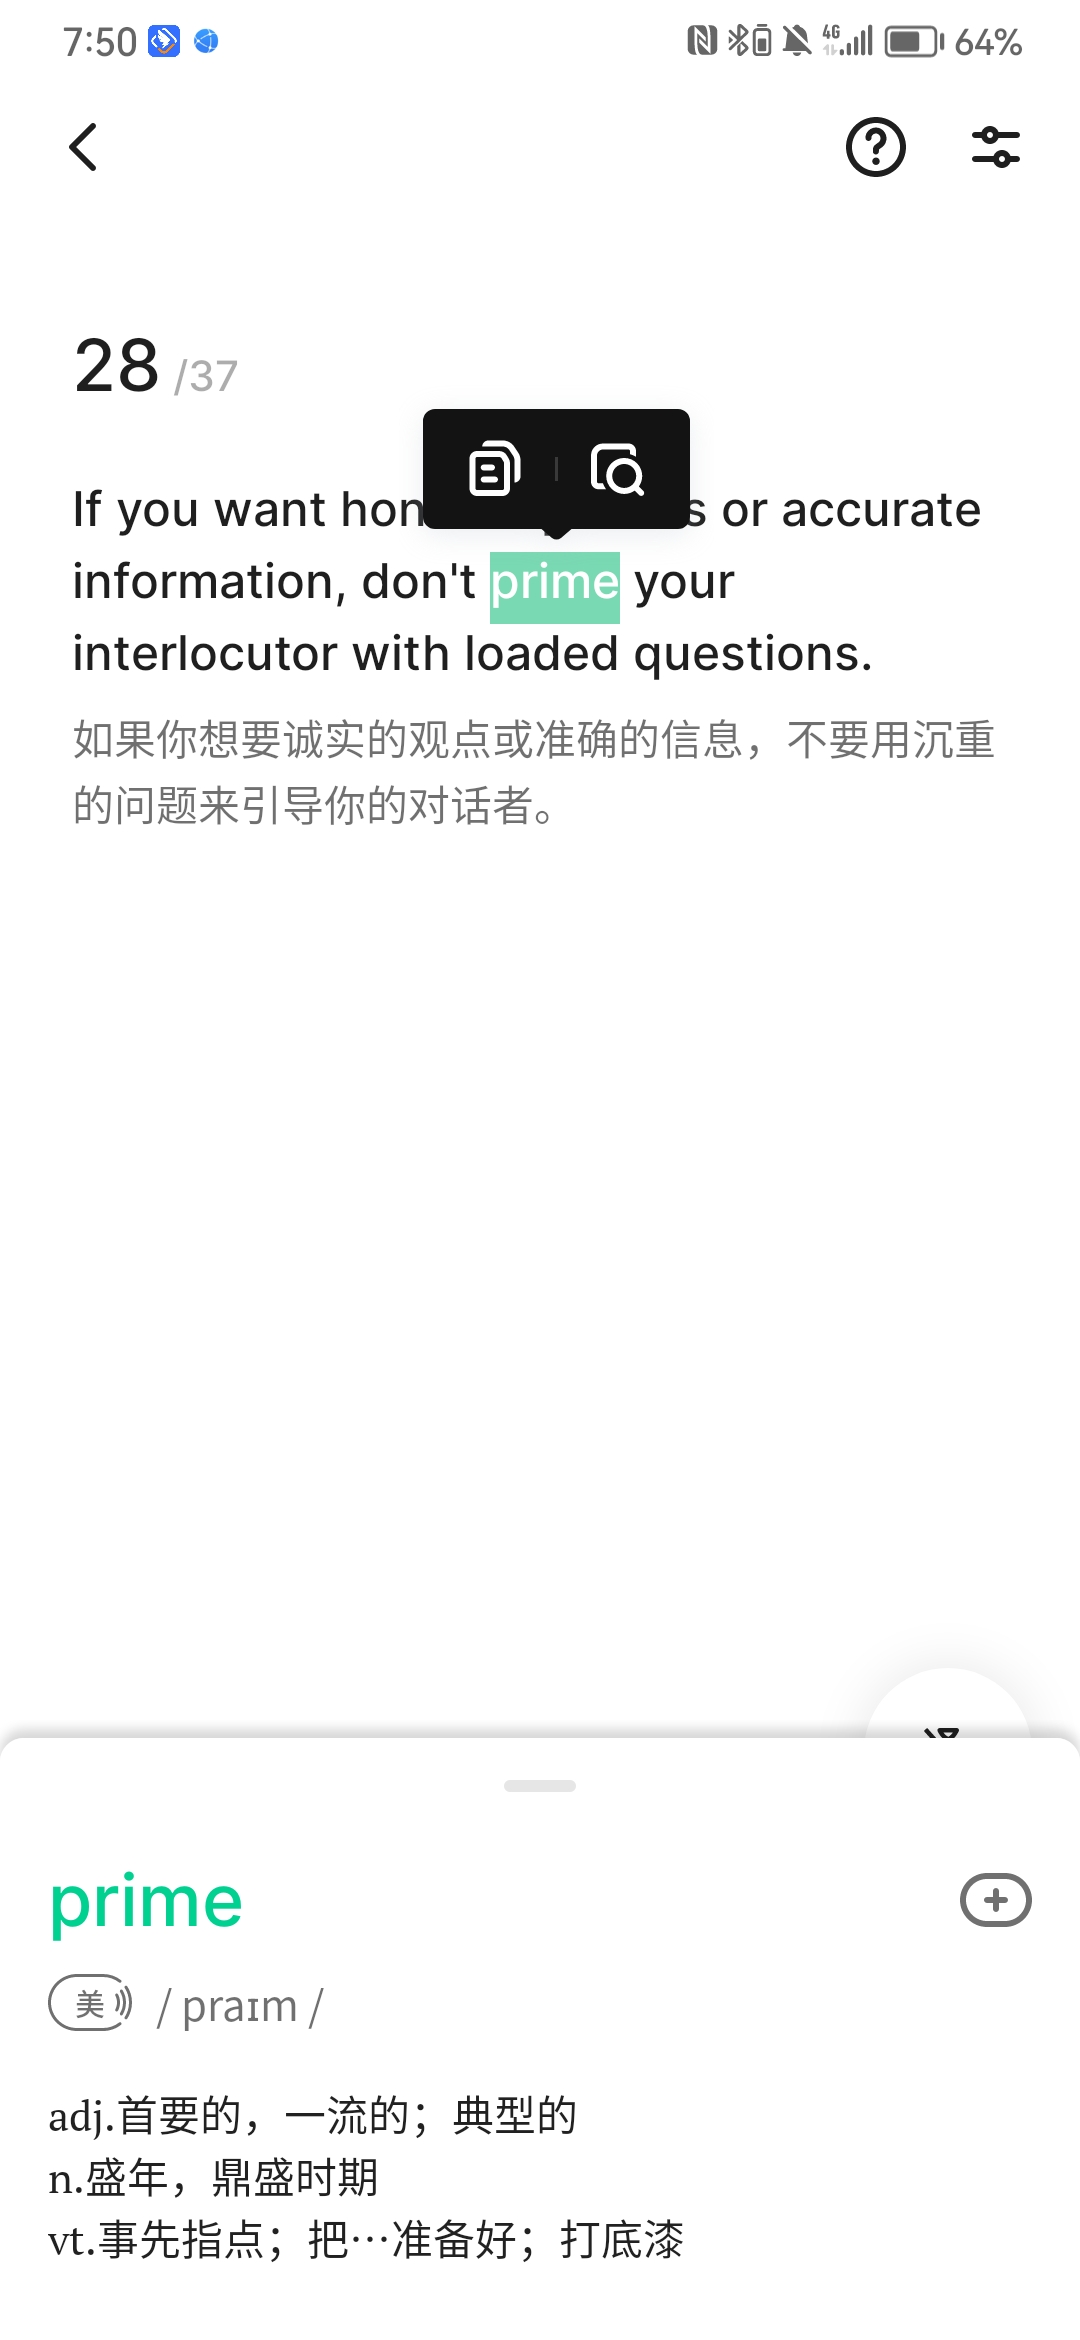 7:50
4G
64%
28 /37
If you want hon s or accurate
information, don't prime your
interlocutor with loaded questions.
如果你想要诚实的观点或准确的信息，不要用沉重
的问题来引导你的对话者。
prime
美 / praɪm /
adj.首要的，一流的；典型的
n.盛年，鼎盛时期
vt.事先指点；把…准备好；打底漆